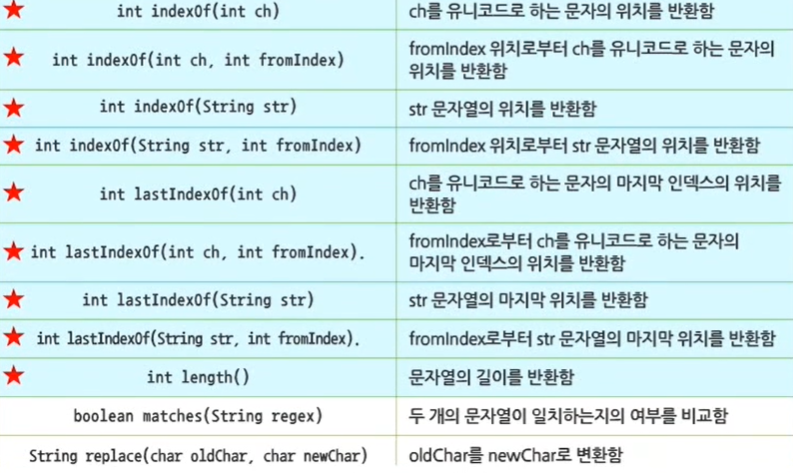 int indexOf(int ch)
ch를 유니코드로 하는 문자의 위치를 반환함
int indexOf(int ch, int fromIndex)
fromIndex 위치로부터 ch를 유니코드로 하는 문자의
위치를 반환함
int indexOf(String str)
str 문자열의 위치를 반환함
int indexOf(String str, int fromIndex)
fromIndex 위치로부터 str 문자열의 위치를 반환함
int lastIndexOf(int ch)
ch를 유니코드로 하는 문자의 마지막 인덱스의 위치를
반환함
int lastIndexOf(int ch, int fromIndex).
fromIndex로부터 ch를 유니코드로 하는 문자의
마지막 인덱스의 위치를 반환함
int lastIndexOf(String str)
str 문자열의 마지막 위치를 반환함
int lastIndexOf(String str, int fromIndex).
fromIndex로부터 str 문자열의 마지막 위치를 반환함
int length()
문자열의 길이를 반환함
boolean matches(String regex)
두 개의 문자열이 일치하는지의 여부를 비교함
String replace(char oldChar, char newChar)
oldChar를 newChar로 변환함